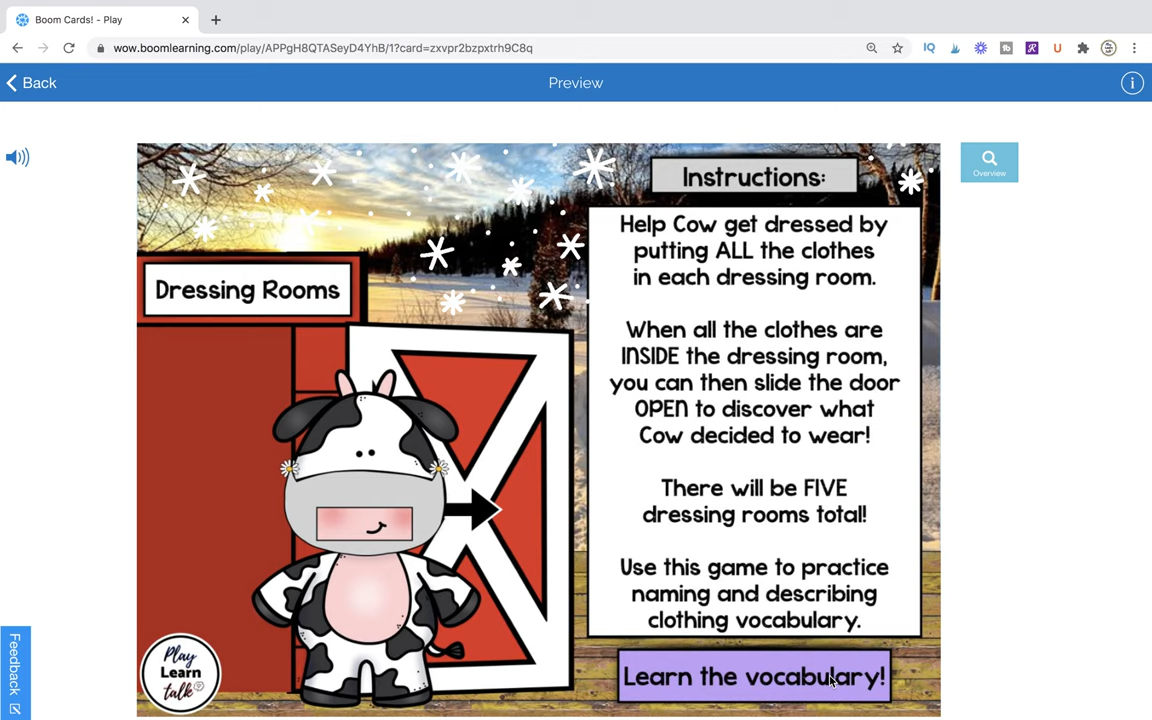 Boom Cards! - Play
wow.boomlearning.com/play/APPgH8QTASeyD4YhB/1?card=zxvpr2bzpxtrh9C8q
IQ
tb
R
U
Back
Preview
i
Overview
Instructions:
Help Cow get dressed by
putting ALL the clothes
in each dressing room.
When all the clothes are
INSIDE the dressing room,
you can then slide the door
OPEN to discover what
Cow decided to wear!
There will be FIVE
dressing rooms total!
Use this game to practice
naming and describing
clothing vocabulary.
Learn the vocabulary!
Dressing Rooms
Play
Learn
talk
Feedback